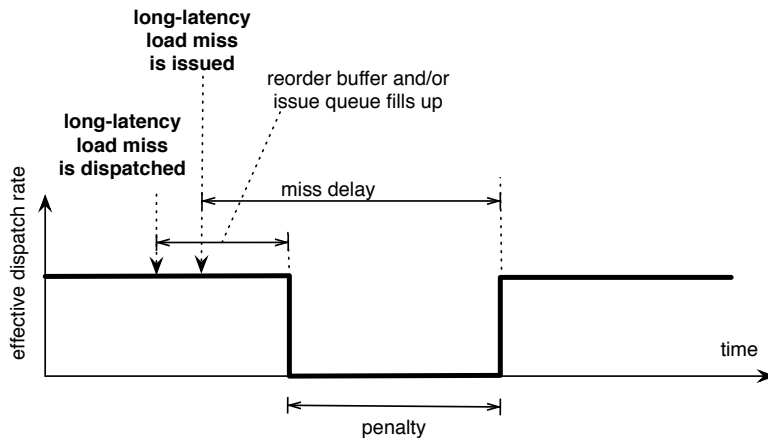 long-latency
load miss
is issued
reorder buffer and/or
issue queue fills up
long-latency
load miss
is dispatched
miss delay
effective dispatch rate
time
penalty